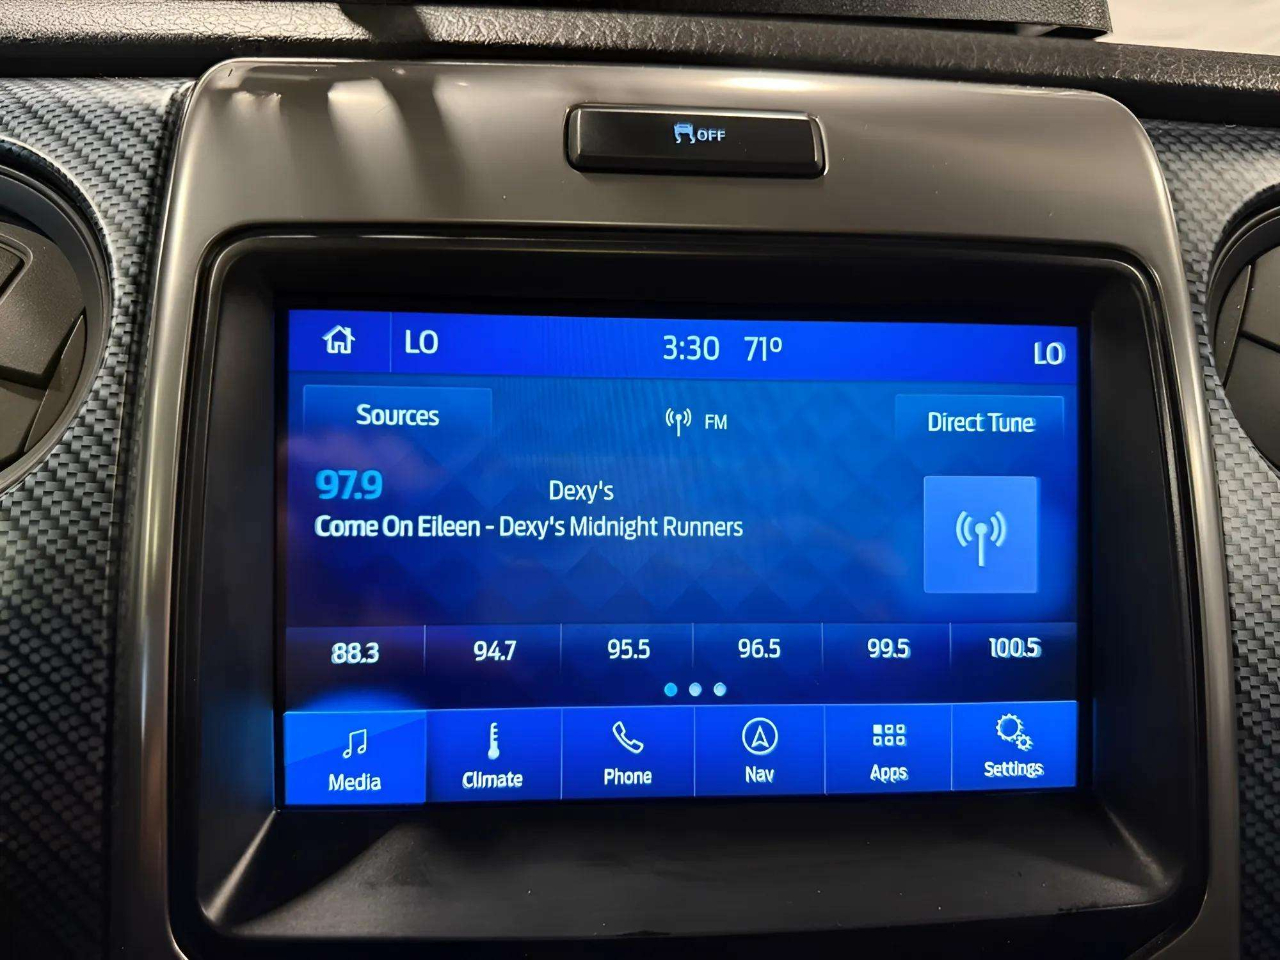 OFF
LO 3:30 71° LO
Sources FM Direct Tune
97.9 Dexy's
Come On Eileen - Dexy's Midnight Runners
88.3 94.7 95.5 96.5 99.5 100.5
Media Climate Phone Nav Apps Settings